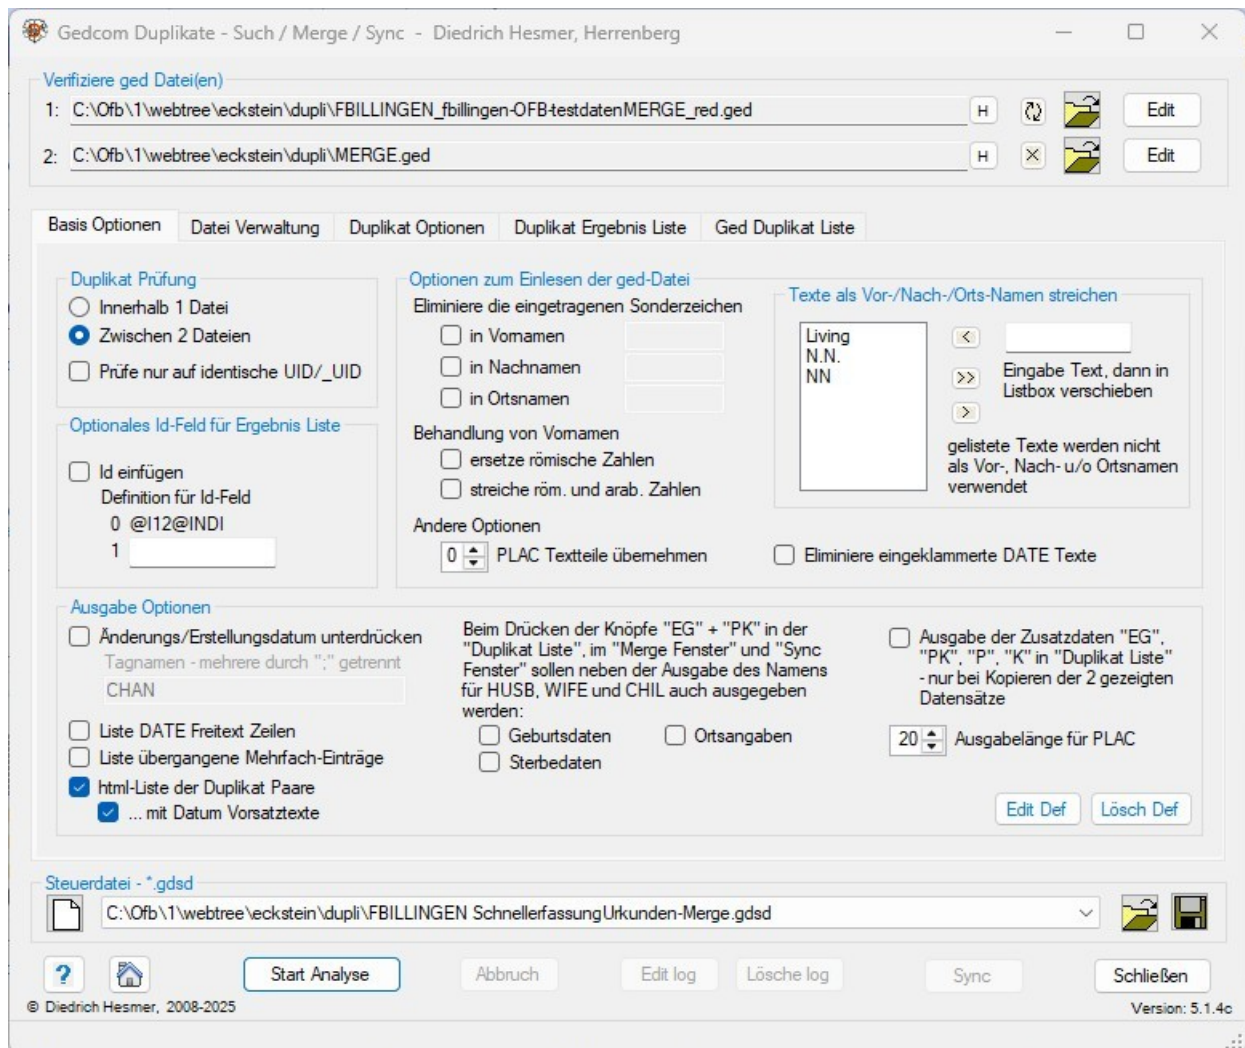 Gedcom Duplikate - Such / Merge / Sync - Diedrich Hesmer, Herrenberg
Verifiziere ged Datei(en)
1: C:\Ofb\1\webtree\eckstein\dupli\FBILLINGEN_fbillingen-OFB-testdatenMERGE_red.ged H Edit
2: C:\Ofb\1\webtree\eckstein\dupli\MERGE.ged H Edit
Basis Optionen Datei Verwaltung Duplikat Optionen Duplikat Ergebnis Liste Ged Duplikat Liste
Duplikat Prüfung
Innerhalb 1 Datei
Zwischen 2 Dateien
Prüfe nur auf identische UID/_UID
Optionales Id-Feld für Ergebnis Liste
Id einfügen
Definition für Id-Feld
0 @I12@INDI
1
Optionen zum Einlesen der ged-Datei
Eliminiere die eingetragenen Sonderzeichen
in Vornamen
in Nachnamen
in Ortsnamen
Behandlung von Vornamen
ersetze römische Zahlen
streiche röm. und arab. Zahlen
Andere Optionen
0 PLAC Textteile übernehmen
Texte als Vor-/Nach-/Orts-Namen streichen
Living
N.N.
NN
<
>>
>
Eingabe Text, dann in
Listbox verschieben
gelistete Texte werden nicht
als Vor-, Nach- u/o Ortsnamen
verwendet
Eliminiere eingeklammerte DATE Texte
Ausgabe Optionen
Änderungs/Erstellungsdatum unterdrücken
Tagnamen - mehrere durch ";" getrennt
CHAN
Liste DATE Freitext Zeilen
Liste übergangene Mehrfach-Einträge
html-Liste der Duplikat Paare
... mit Datum Vorsatztexte
Beim Drücken der Knöpfe "EG" + "PK" in der
"Duplikat Liste", im "Merge Fenster" und "Sync
Fenster" sollen neben der Ausgabe des Namens
für HUSB, WIFE und CHIL auch ausgegeben
werden:
Geburtsdaten Ortsangaben
Sterbedaten
Ausgabe der Zusatzdaten "EG",
"PK", "P", "K" in "Duplikat Liste"
- nur bei Kopieren der 2 gezeigten
Datensätze
20 Ausgabelänge für PLAC
Edit Def Lösch Def
Steuerdatei - *.gdsd
C:\Ofb\1\webtree\eckstein\dupli\FBILLINGEN SchnellerfassungUrkunden-Merge.gdsd
? Start Analyse Abbruch Edit log Lösche log Sync Schließen
© Diedrich Hesmer, 2008-2025 Version: 5.1.4c